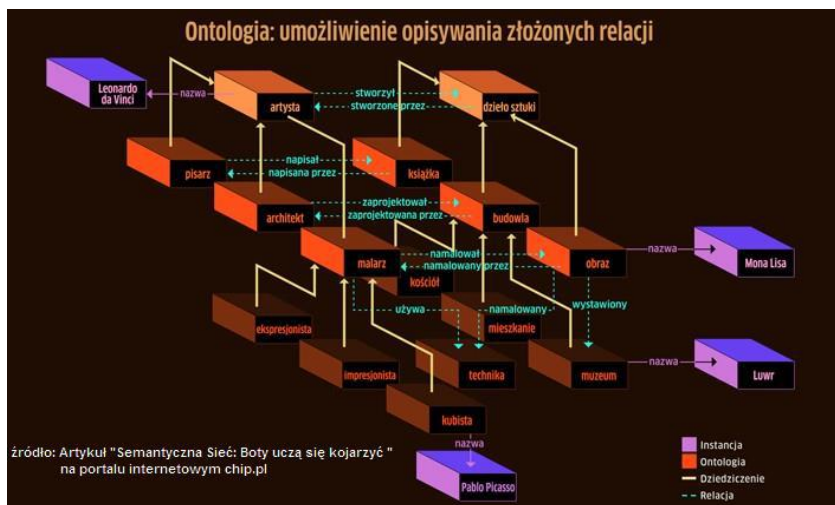 Ontologia: umożliwienie opisywania złożonych relacji
Leonardo
da Vinci
nazwa
artysta
stworzył
stworzone przez
dzieło sztuki
pisarz
napisał
napisana przez
książka
architekt
zaprojektował
zaprojektowana przez
budowla
malarz
namalował
namalowany przez
obraz
nazwa
Mona Lisa
kościół
ekspresjonista
używa
namalowany
mieszkanie
wystawiony
impresjonista
technika
muzeum
nazwa
Luwr
kubista
nazwa
Pablo Picasso
źródło: Artykuł "Semantyczna Sieć: Boty uczą się kojarzyć "
na portalu internetowym chip.pl
Instancja
Ontologia
Dziedziczenie
Relacja